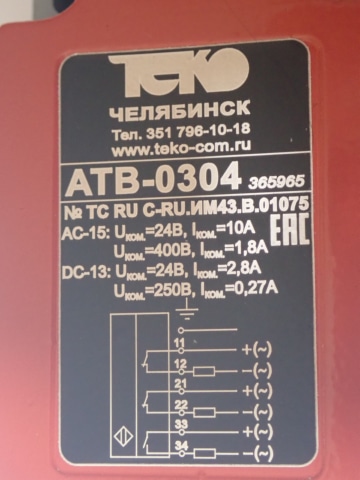 ТЕКО
ЧЕЛЯБИНСК
Тел. 351 796-10-18
www.teko-com.ru
АТВ-0304 365965
№ ТС RU C-RU.ИМ43.В.01075
AC-15: Uком.=24В, Iком.=10А
Uком.=400В, Iком.=1,8А
EAC
DC-13: Uком.=24В, Iком.=2,8А
Uком.=250В, Iком.=0,27А
11 +(~)
12 −(~)
21 +(~)
22 −(~)
33 +(~)
34 −(~)